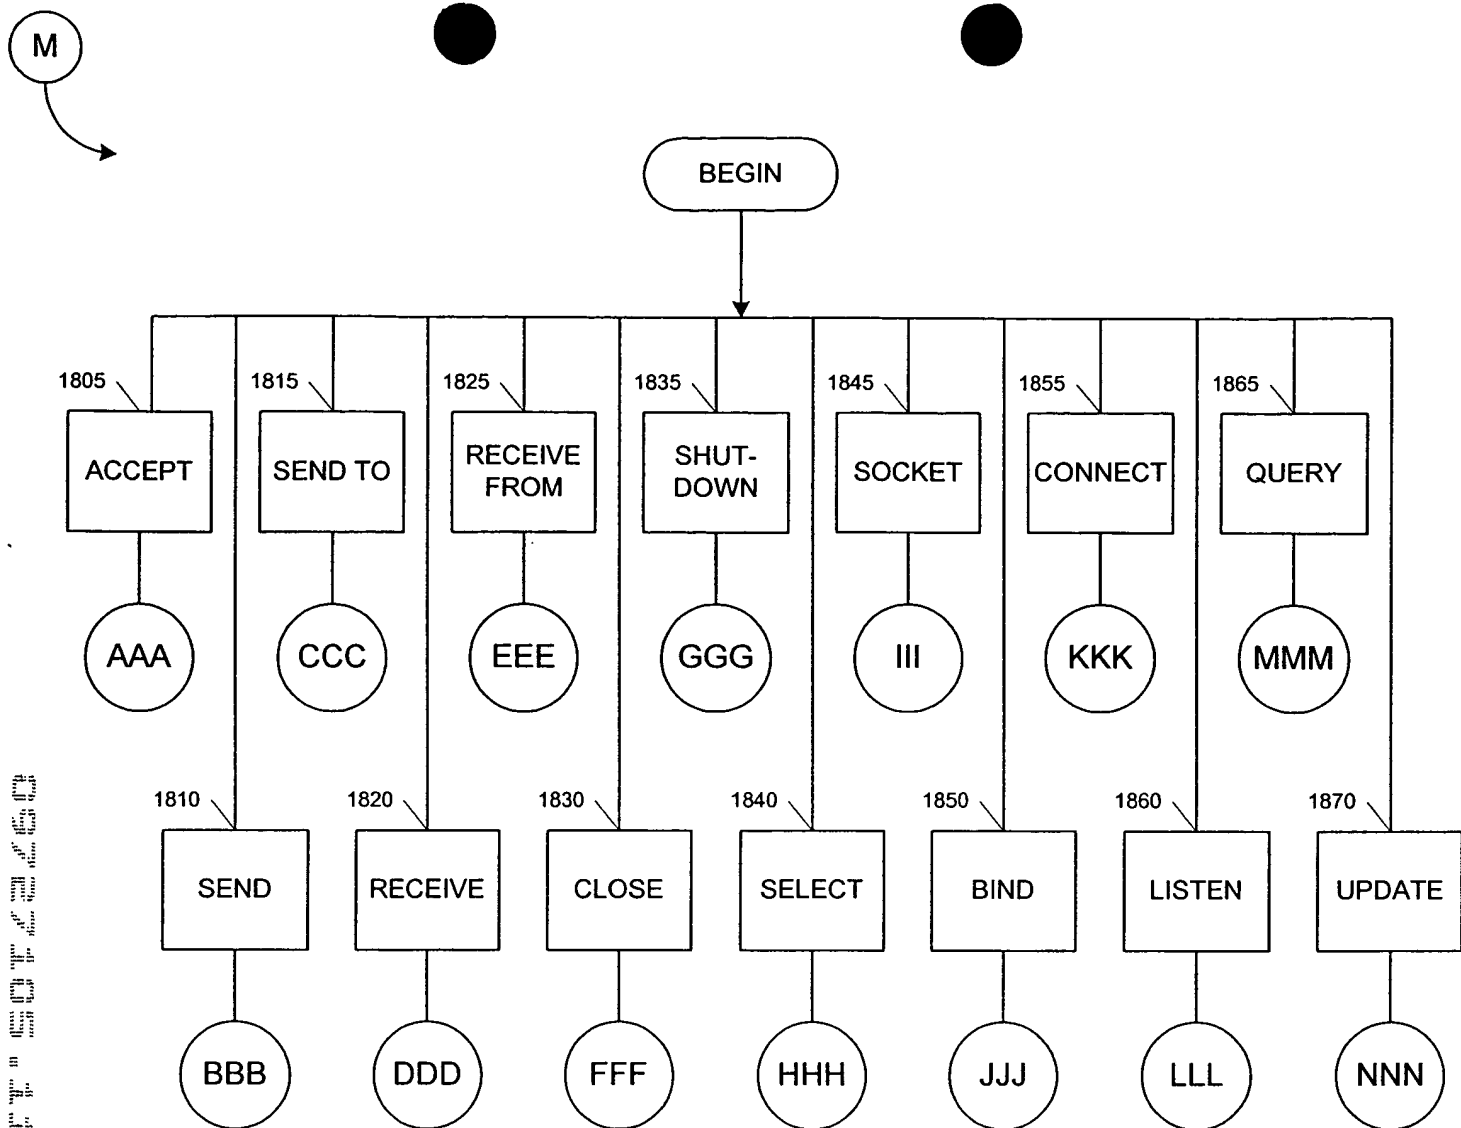 M
BEGIN
1805
1815
1825
1835
1845
1855
1865
ACCEPT
SEND TO
RECEIVE
FROM
SHUT-
DOWN
SOCKET
CONNECT
QUERY
AAA
CCC
EEE
GGG
III
KKK
MMM
1810
1820
1830
1840
1850
1860
1870
SEND
RECEIVE
CLOSE
SELECT
BIND
LISTEN
UPDATE
BBB
DDD
FFF
HHH
JJJ
LLL
NNN